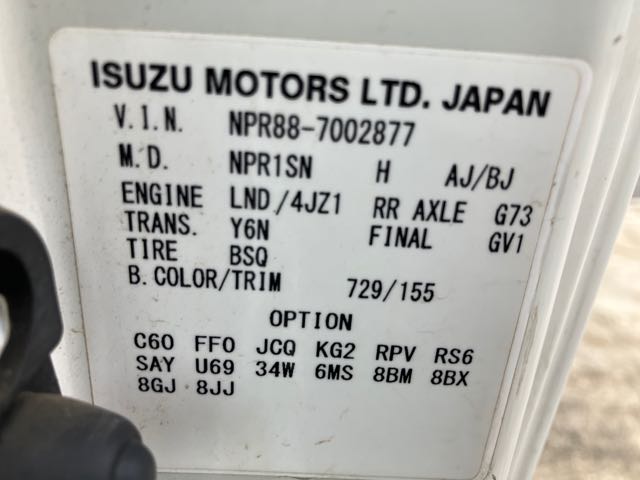 ISUZU MOTORS LTD. JAPAN
V.I.N. NPR88-7002877
M.D. NPR1SN H AJ/BJ
ENGINE LND/4JZ1 RR AXLE G73
TRANS. Y6N FINAL GV1
TIRE BSQ
B.COLOR/TRIM 729/155
OPTION
C60 FF0 JCQ KG2 RPV RS6
SAY U69 34W 6MS 8BM 8BX
8GJ 8JJ